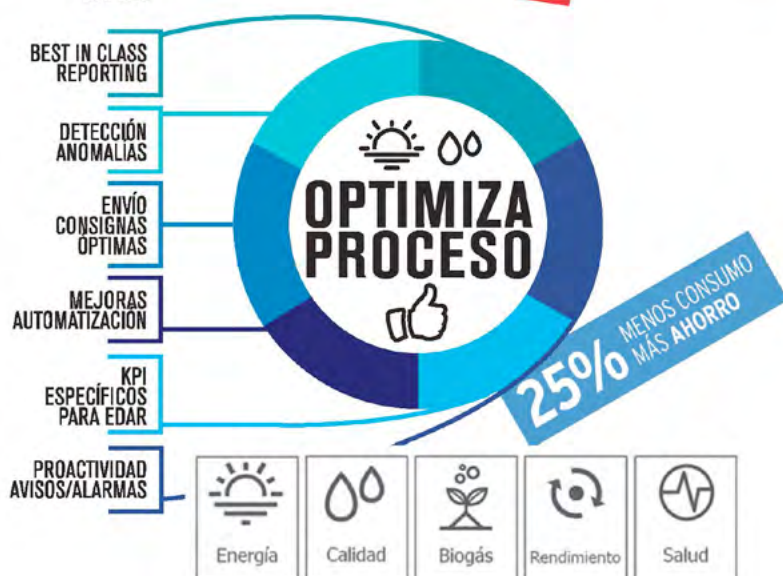 BEST IN CLASS
REPORTING
DETECCIÓN
ANOMALIAS
ENVÍO
CONSIGNAS
ÓPTIMAS
MEJORAS
AUTOMATIZACIÓN
KPI
ESPECÍFICOS
PARA EDAR
PROACTIVIDAD
AVISOS/ALARMAS
OPTIMIZA
PROCESO
25% MENOS CONSUMO
MÁS AHORRO
Energía
Calidad
Biogás
Rendimiento
Salud